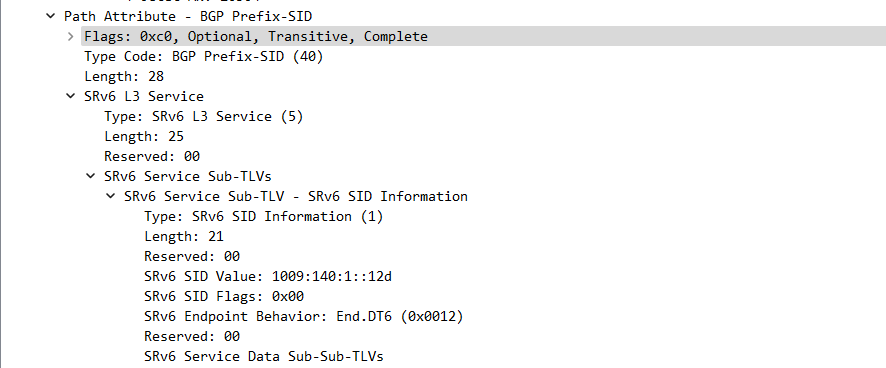 Path Attribute - BGP Prefix-SID
Flags: 0xc0, Optional, Transitive, Complete
Type Code: BGP Prefix-SID (40)
Length: 28
SRv6 L3 Service
Type: SRv6 L3 Service (5)
Length: 25
Reserved: 00
SRv6 Service Sub-TLVs
SRv6 Service Sub-TLV - SRv6 SID Information
Type: SRv6 SID Information (1)
Length: 21
Reserved: 00
SRv6 SID Value: 1009:140:1::12d
SRv6 SID Flags: 0x00
SRv6 Endpoint Behavior: End.DT6 (0x0012)
Reserved: 00
SRv6 Service Data Sub-Sub-TLVs